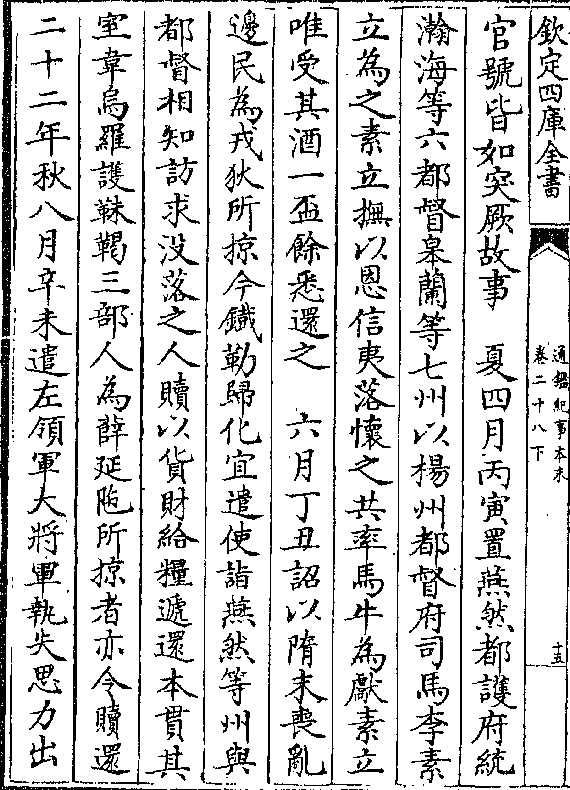 欽定四庫全書
通鑑紀事本末
卷二十八下
十五
官號皆如突厥故事　夏四月丙寅置燕然都護府統
瀚海等六都督皋蘭等七州以揚州都督府司馬李素
立為之素立撫以恩信夷落懷之共率馬牛為獻素立
唯受其酒一盃餘悉還之　六月丁丑詔以隋末喪亂
邊民為戎狄所掠今鐵勒歸化宜遣使詣燕然等州與
都督相知訪求没落之人贖以貨財給糧遞還本貫其
室韋烏羅護靺鞨三部人為薛延陁所掠者亦令贖還
二十二年秋八月辛未遣左領軍大將軍執失思力出